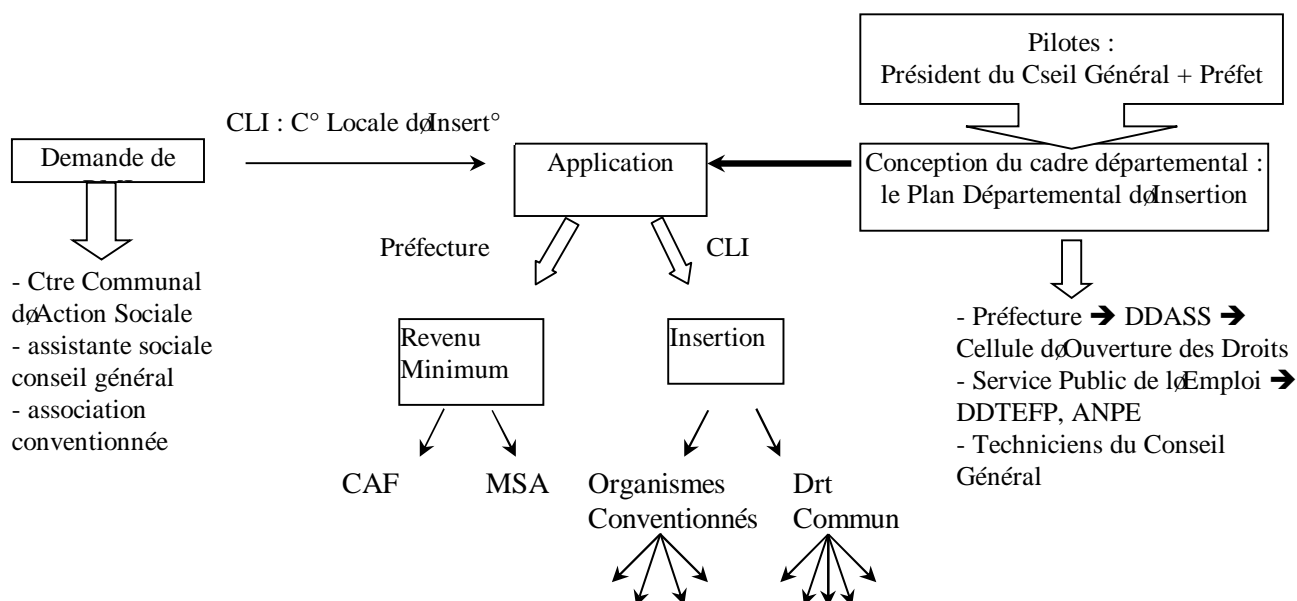 Pilotes :
Président du Cseil Général + Préfet
CLI : C° Locale døInsert°
Demande de
Application
Conception du cadre départemental :
le Plan Départemental døInsertion
Préfecture
CLI
- Ctre Communal
døAction Sociale
- assistante sociale
conseil général
- association
conventionnée
Revenu
Minimum
Insertion
- Préfecture ➔ DDASS ➔
Cellule døOuverture des Droits
- Service Public de løEmploi ➔
DDTEFP, ANPE
- Techniciens du Conseil
Général
CAF
MSA
Organismes
Conventionnés
Drt
Commun